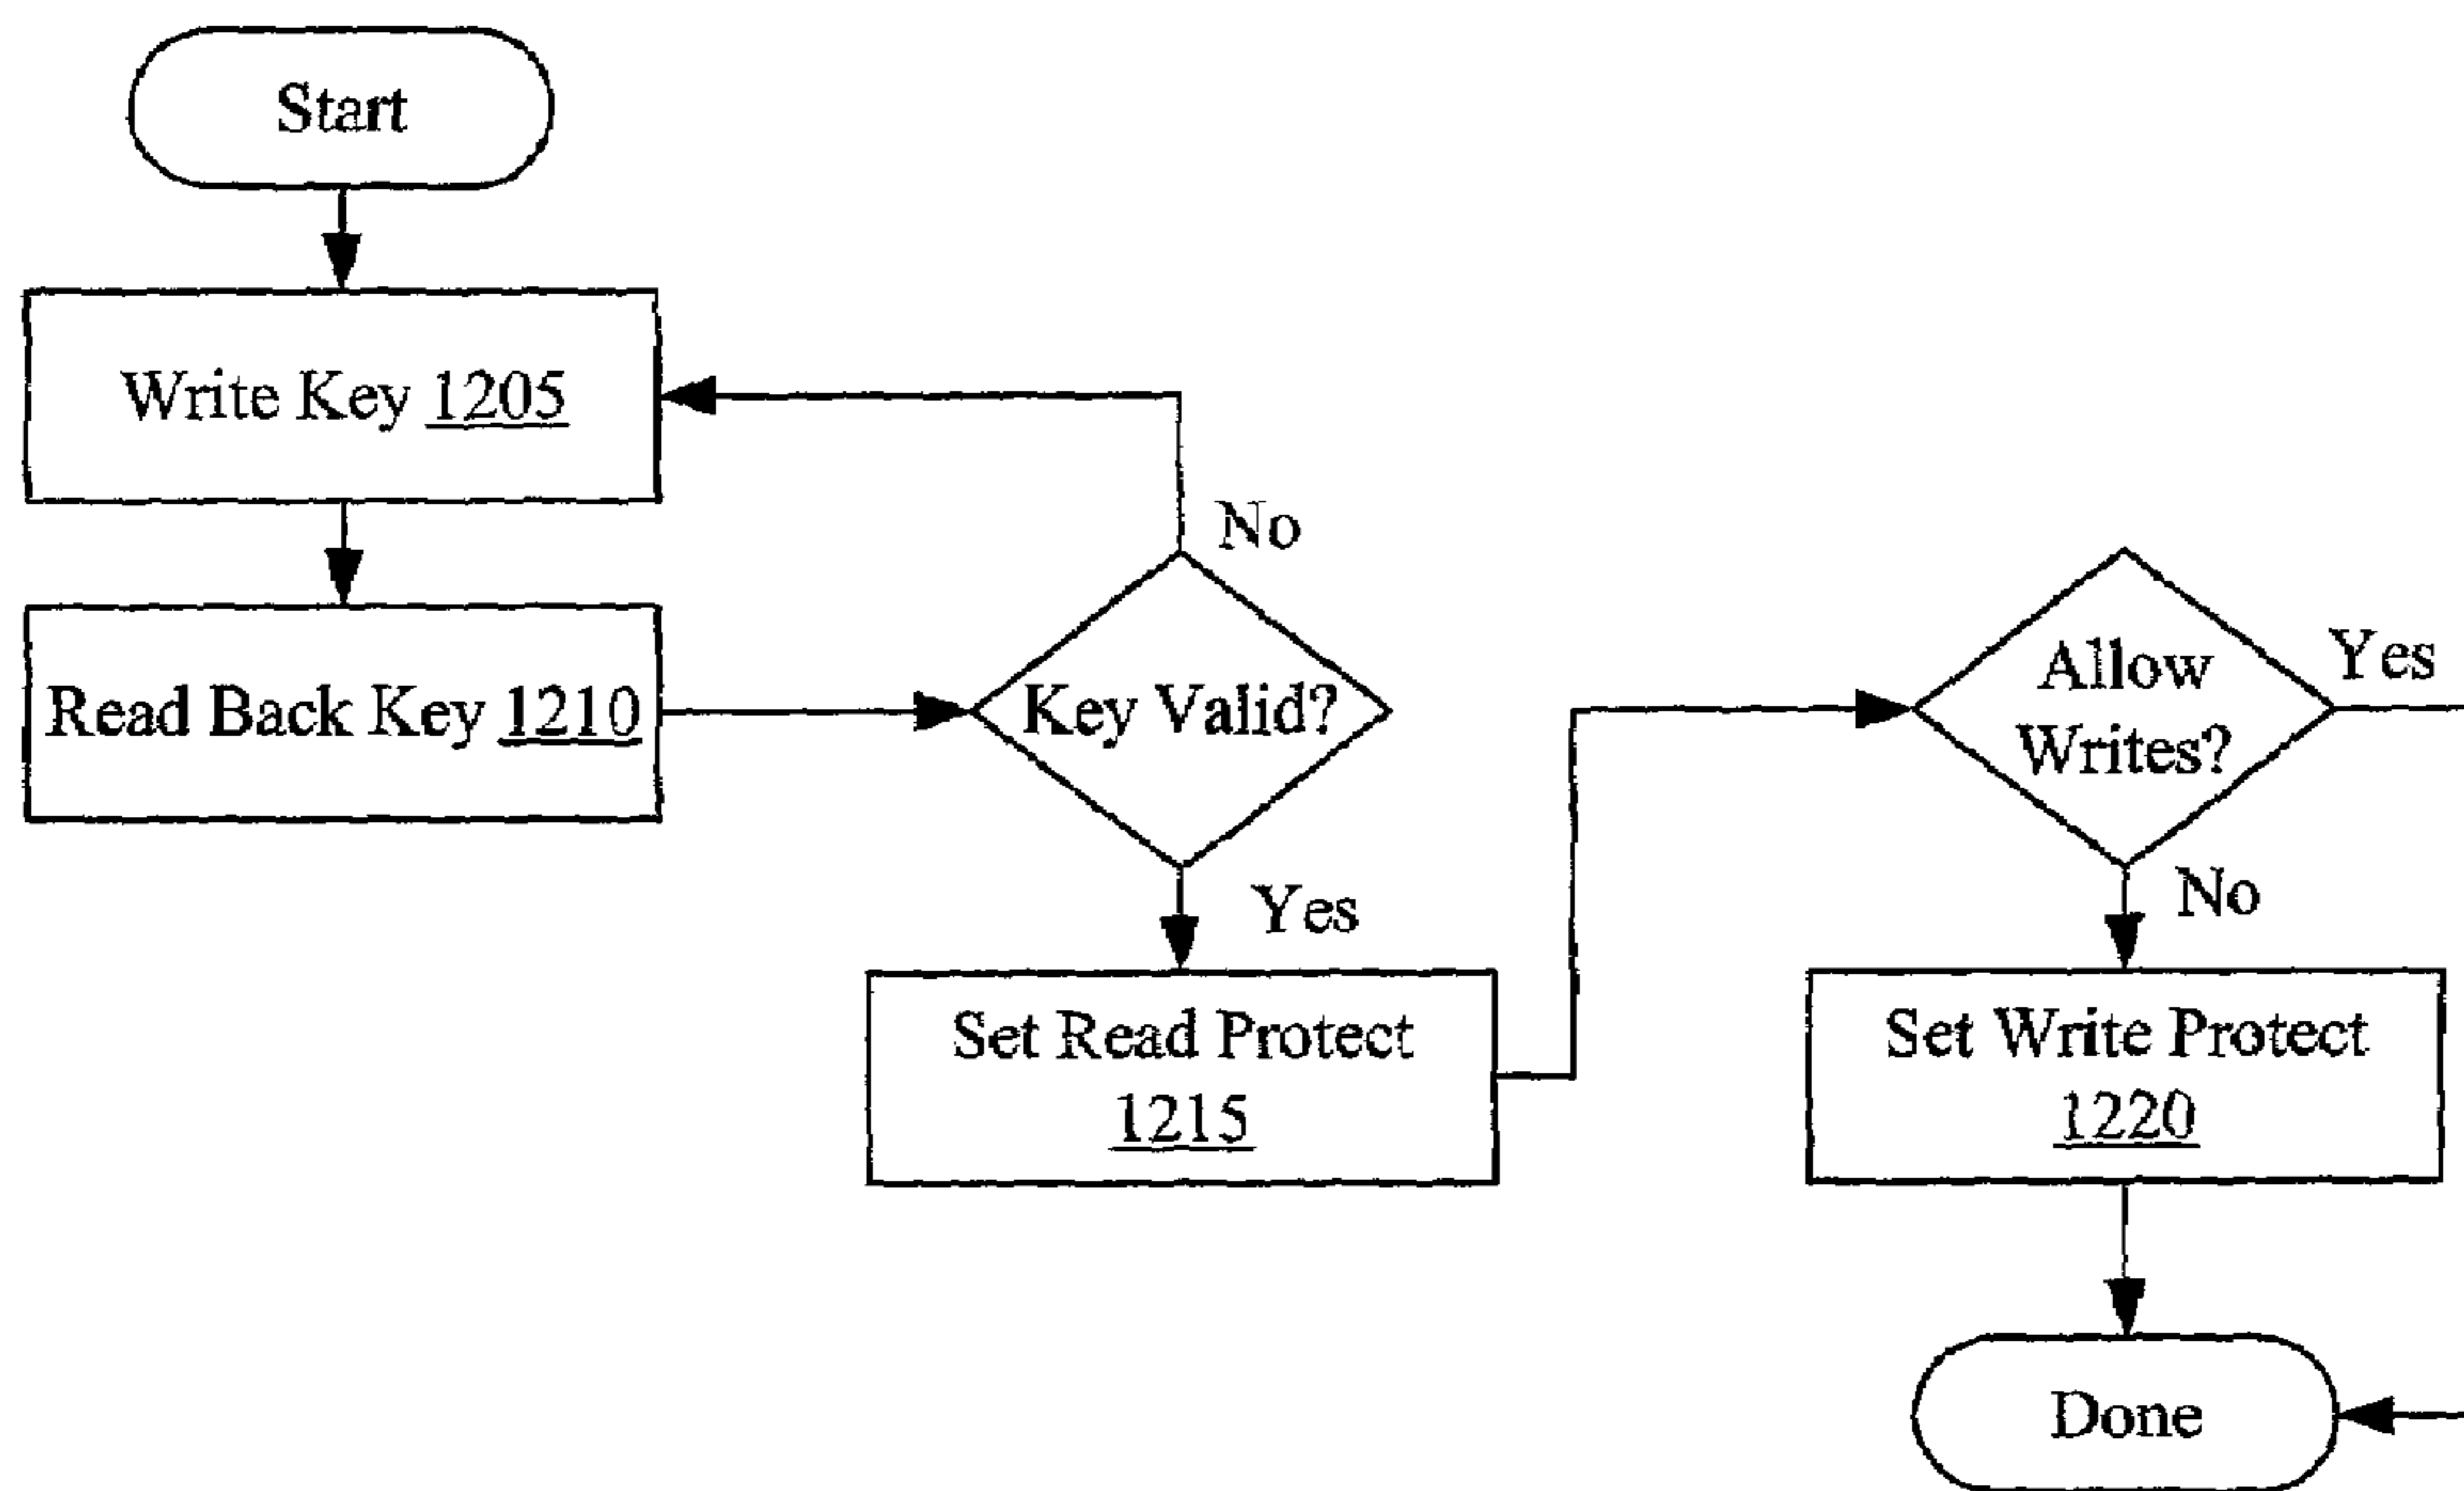 Start
Write Key 1205
No
Read Back Key 1210
Key Valid?
Yes
Set Read Protect
1215
Allow
Writes?
Yes
No
Set Write Protect
1220
Done